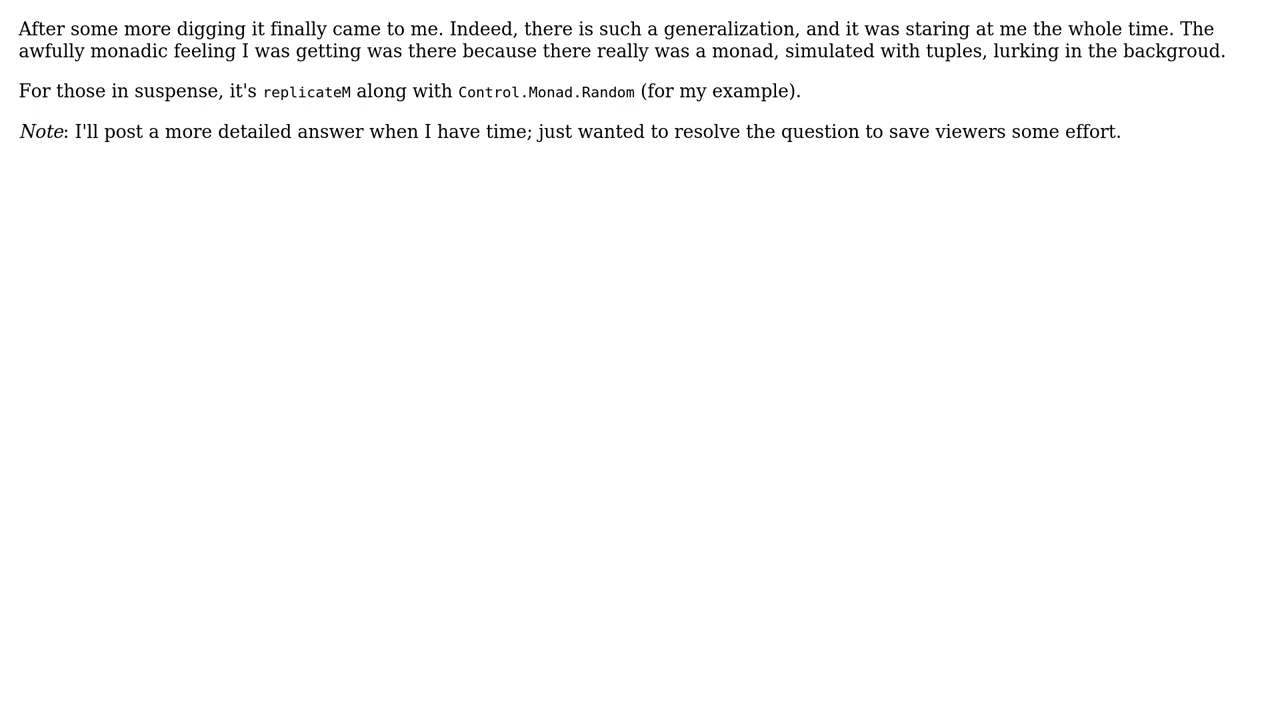 After some more digging it finally came to me. Indeed, there is such a generalization, and it was staring at me the whole time. The
awfully monadic feeling I was getting was there because there really was a monad, simulated with tuples, lurking in the backgroud.
For those in suspense, it's replicateM along with Control.Monad.Random (for my example).
Note: I'll post a more detailed answer when I have time; just wanted to resolve the question to save viewers some effort.